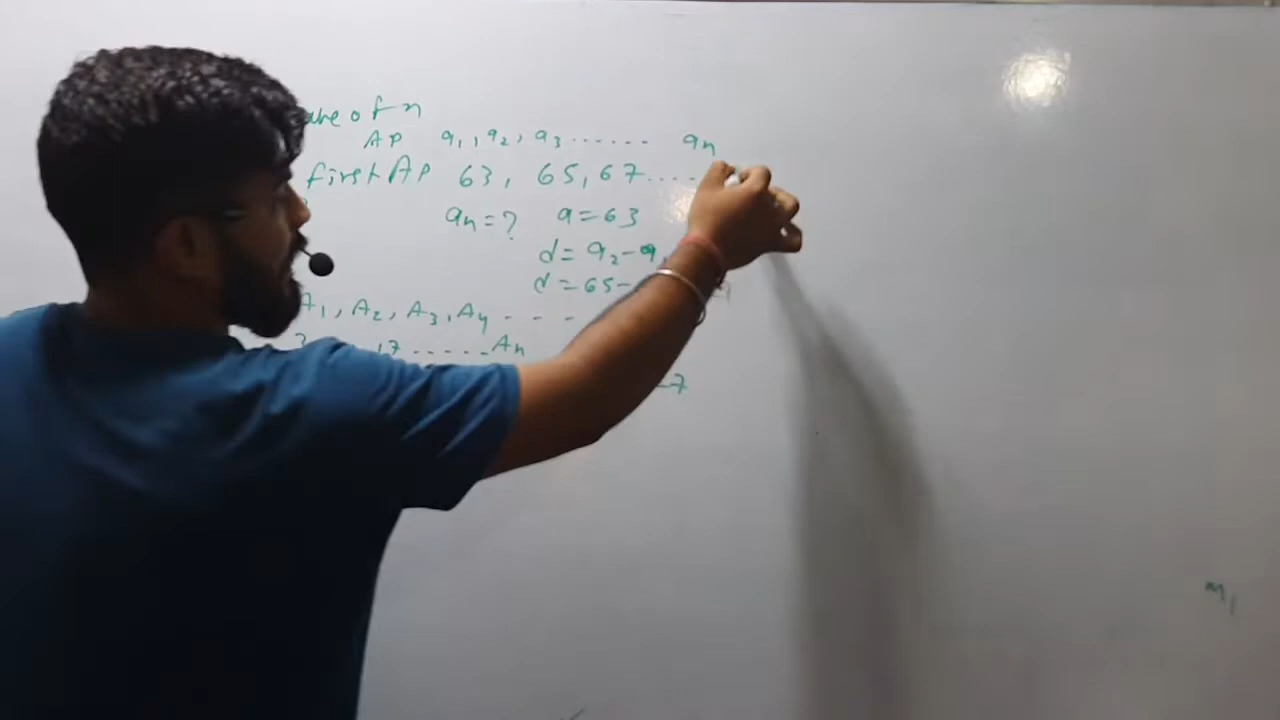 of n
AP a₁, a₂, a₃...... aₙ
first AP 63, 65, 67.....
aₙ = ? a = 63
d = a₂ -
d = 65 -
A₁, A₂, A₃, A₄ - - -
17 ...... Aₙ
- 7